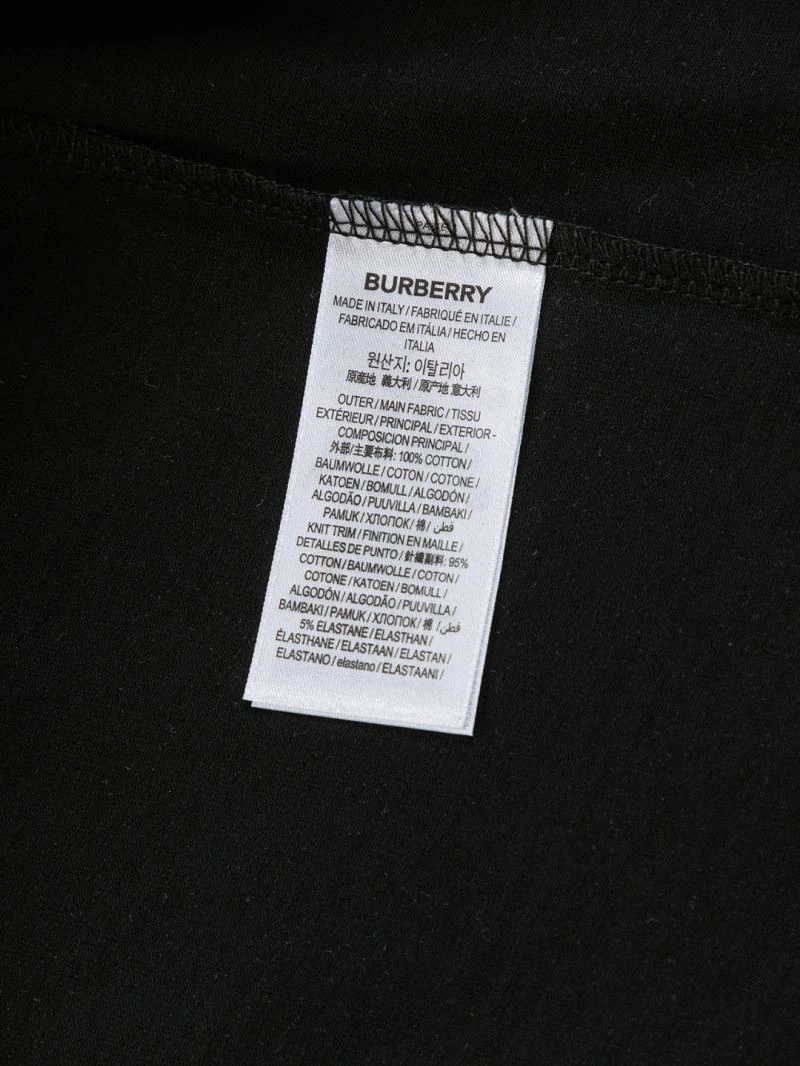 BURBERRY
MADE IN ITALY / FABRIQUÉ EN ITALIE /
FABRICADO EM ITÁLIA / HECHO EN
ITALIA
원산지: 이탈리아
原產地 義大利 / 原产地 意大利
OUTER / MAIN FABRIC / TISSU
EXTÉRIEUR / PRINCIPAL / EXTERIOR -
COMPOSICION PRINCIPAL /
外部/主要布料: 100% COTTON /
BAUMWOLLE / COTON / COTONE /
KATOEN / BOMULL / ALGODÓN /
ALGODÃO / PUUVILLA / BAMBAKI /
PAMUK / ХЛОПОК / 棉 / قطن /
KNIT TRIM / FINITION EN MAILLE /
DETALLES DE PUNTO / 針織副料: 95%
COTTON / BAUMWOLLE / COTON /
COTONE / KATOEN / BOMULL /
ALGODÓN / ALGODÃO / PUUVILLA /
BAMBAKI / PAMUK / ХЛОПОК / 棉 / قطن /
5% ELASTANE / ELASTHAN /
ÉLASTHANE / ELASTAAN / ELASTAN /
ELASTANO / elastano / ELASTAANI /